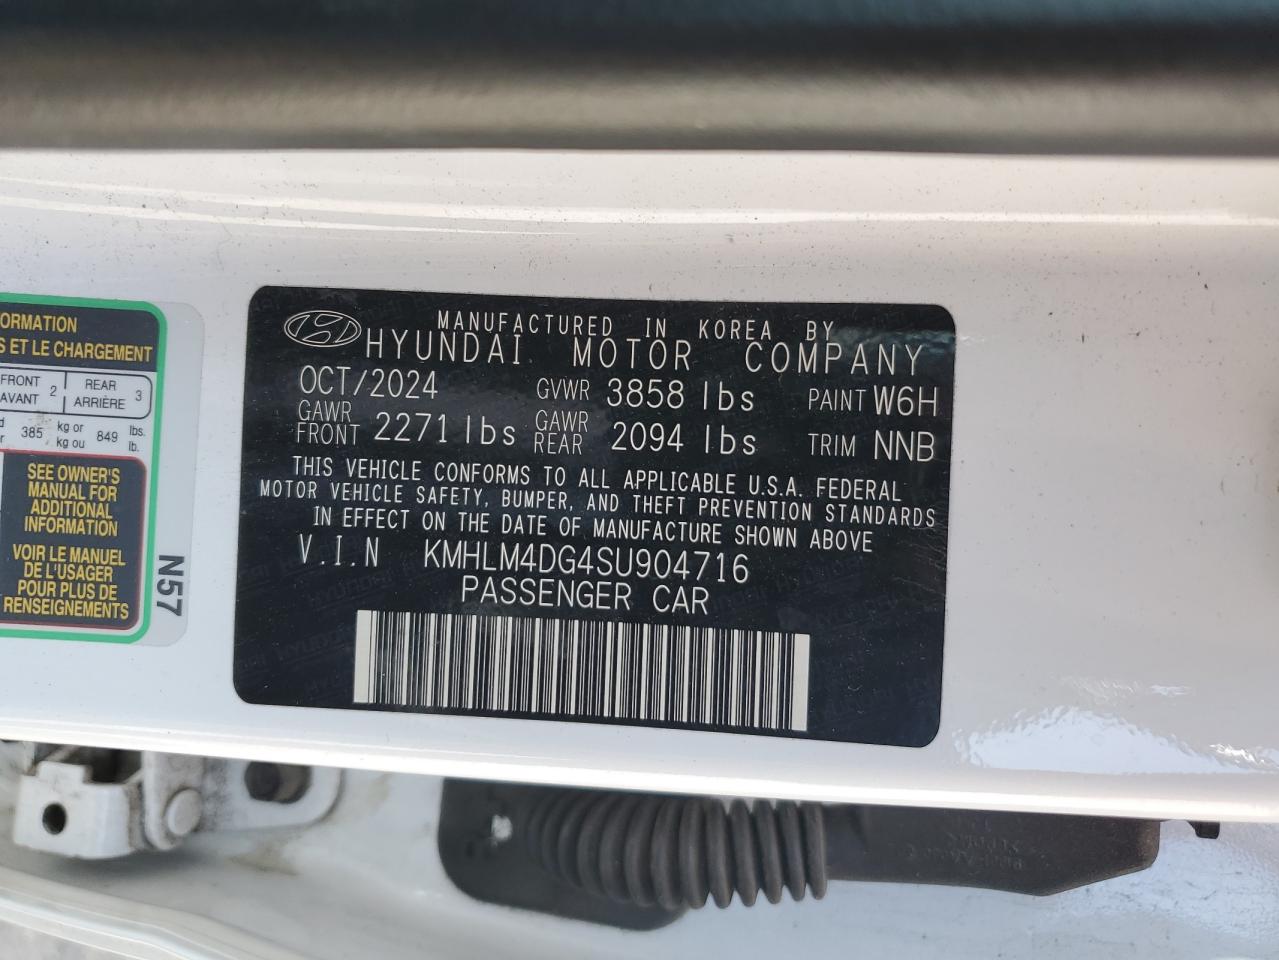 ORMATION
S ET LE CHARGEMENT
FRONT
AVANT 2
REAR
ARRIÈRE 3
385 kg or
kg ou 849 lbs.
lb.
SEE OWNER'S
MANUAL FOR
ADDITIONAL
INFORMATION
VOIR LE MANUEL
DE L'USAGER
POUR PLUS DE
RENSEIGNEMENTS
N57
MANUFACTURED IN KOREA BY
HYUNDAI MOTOR COMPANY
OCT/2024 GVWR 3858 lbs PAINT W6H
GAWR
FRONT 2271 lbs GAWR
REAR 2094 lbs TRIM NNB
THIS VEHICLE CONFORMS TO ALL APPLICABLE U.S.A. FEDERAL
MOTOR VEHICLE SAFETY, BUMPER, AND THEFT PREVENTION STANDARDS
IN EFFECT ON THE DATE OF MANUFACTURE SHOWN ABOVE
V.I.N KMHLM4DG4SU904716
PASSENGER CAR